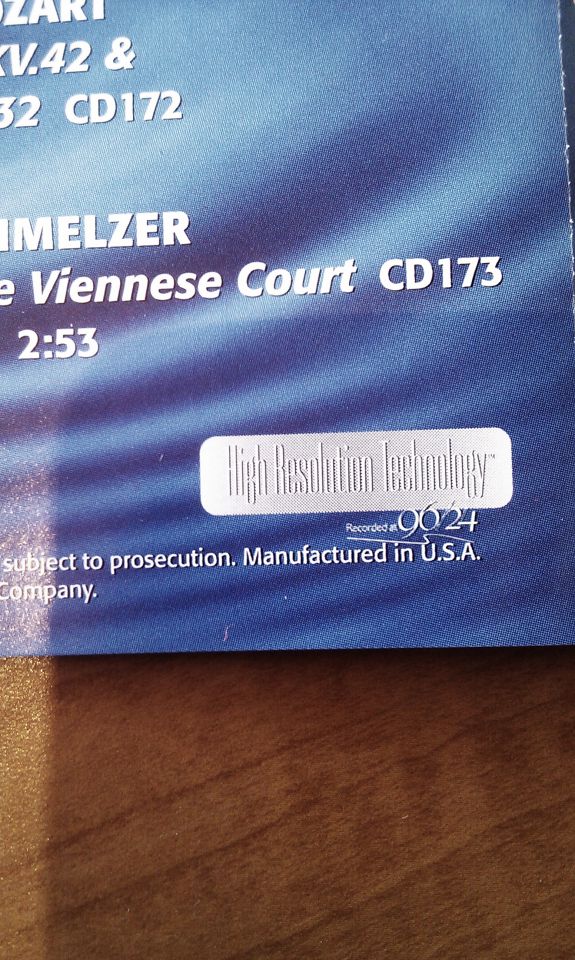 OZART
KV.42 &
32 CD172
IMELZER
e Viennese Court CD173
2:53
High Resolution Technology™
Recorded at 96/24
subject to prosecution. Manufactured in U.S.A.
Company.